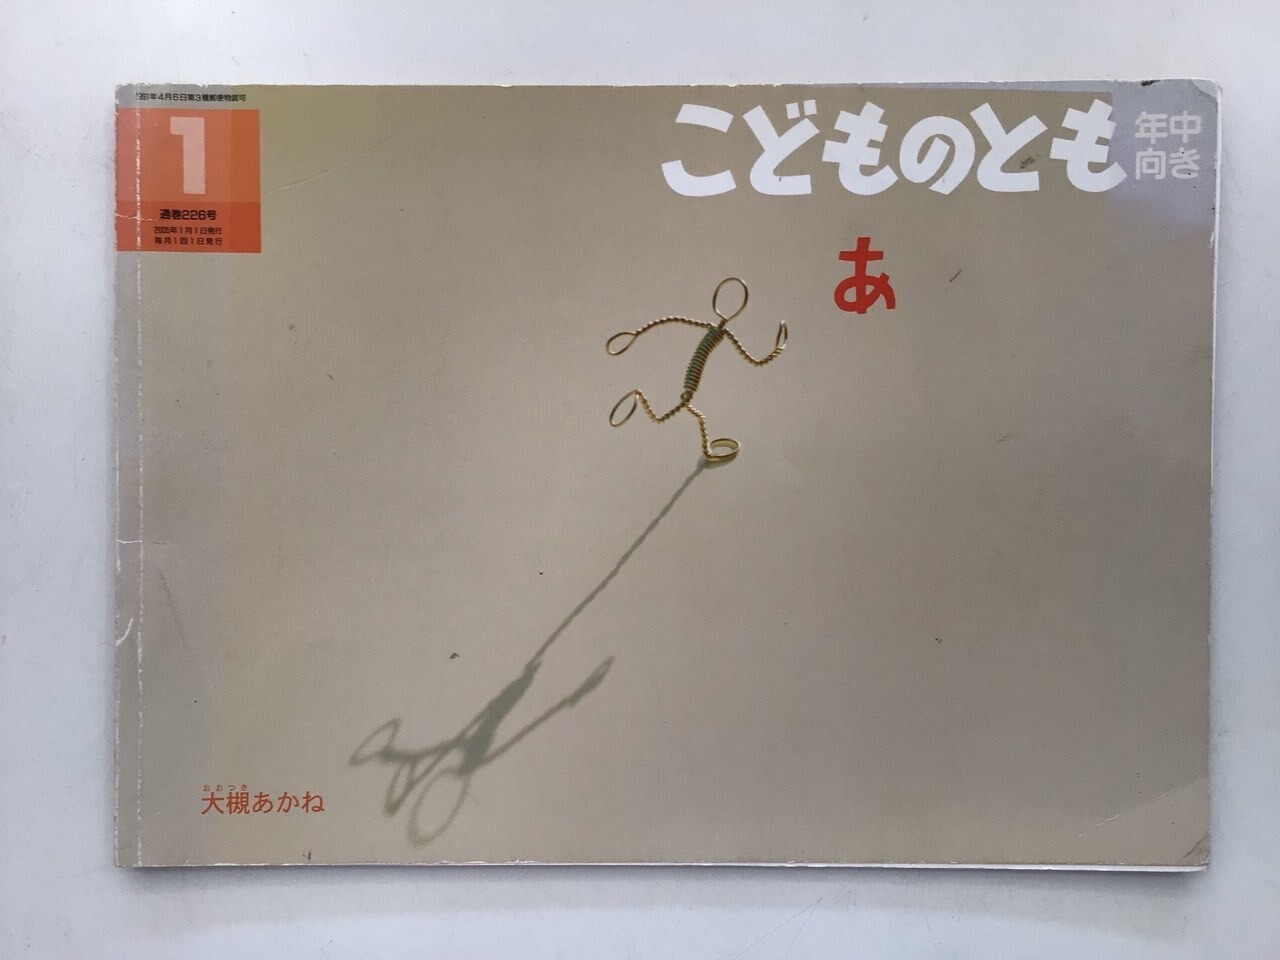 1991年4月6日第3種郵便物認可
1
通巻226号
2005年1月1日発行
毎月1回1日発行
こどものとも
年中
向き
あ
おおつき
大槻あかね